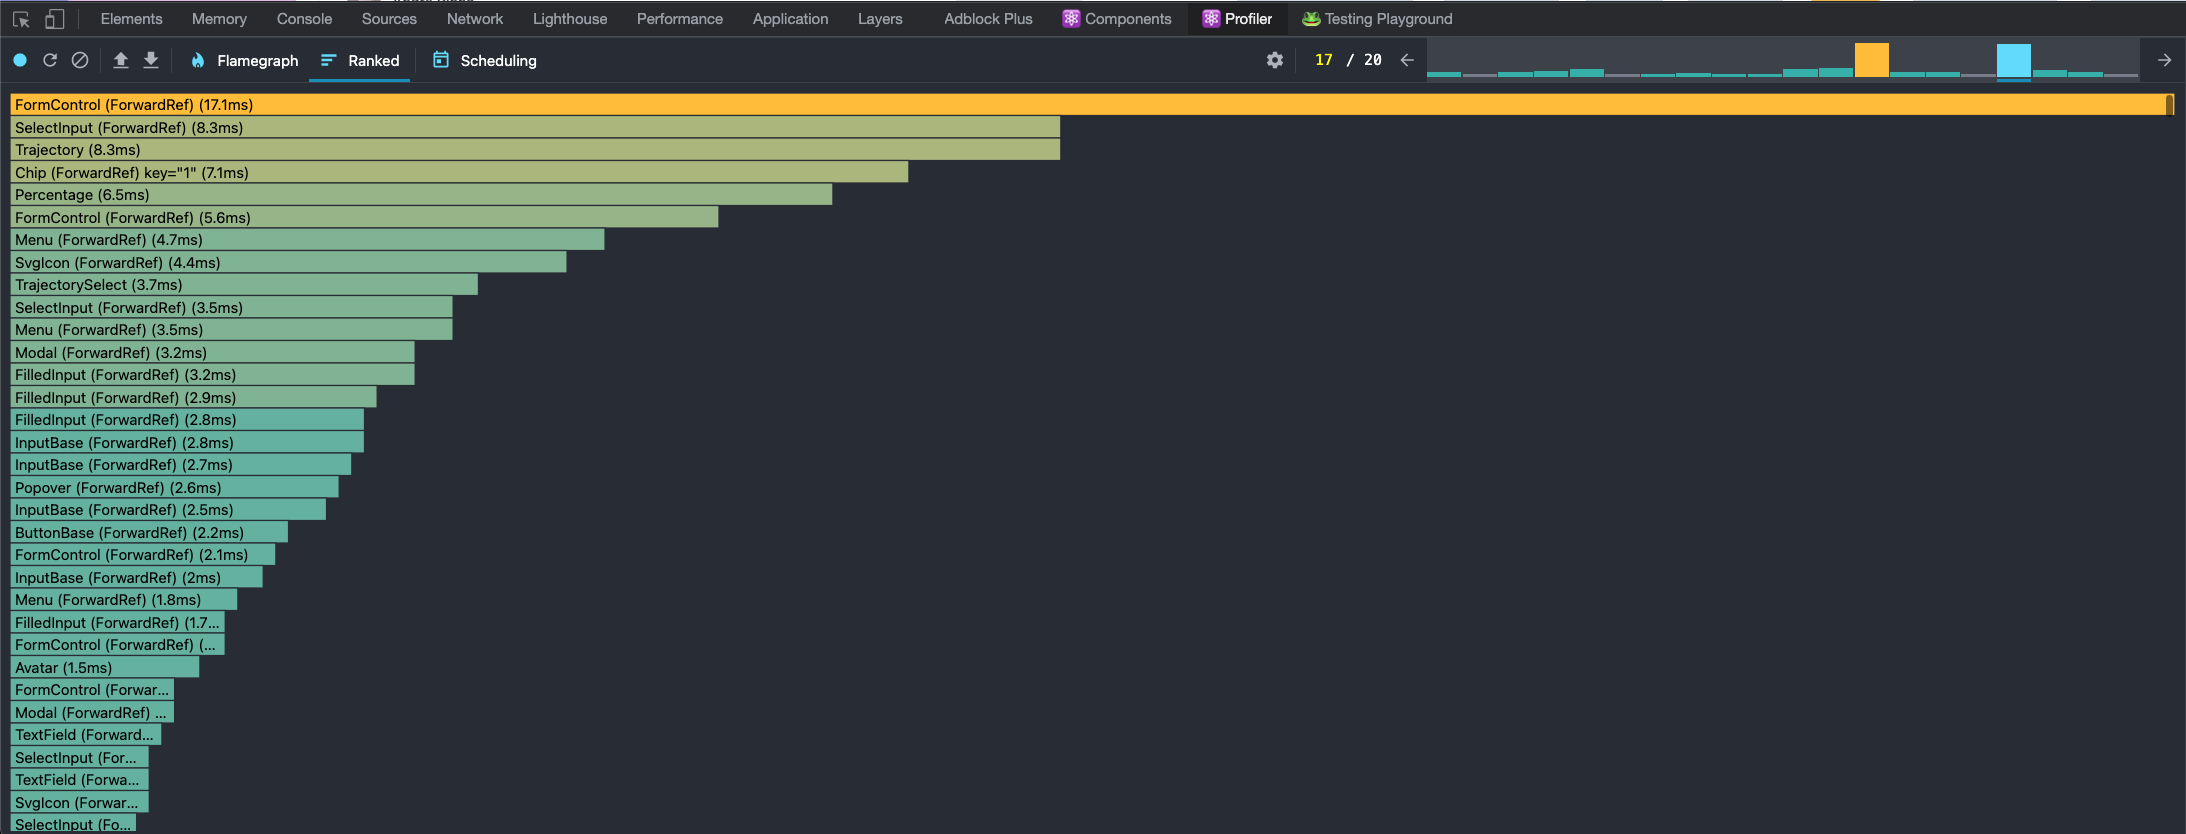 Elements Memory Console Sources Network Lighthouse Performance Application Layers Adblock Plus Components Profiler Testing Playground
Flamegraph Ranked Scheduling 17 / 20
FormControl (ForwardRef) (17.1ms)
SelectInput (ForwardRef) (8.3ms)
Trajectory (8.3ms)
Chip (ForwardRef) key="1" (7.1ms)
Percentage (6.5ms)
FormControl (ForwardRef) (5.6ms)
Menu (ForwardRef) (4.7ms)
SvgIcon (ForwardRef) (4.4ms)
TrajectorySelect (3.7ms)
SelectInput (ForwardRef) (3.5ms)
Menu (ForwardRef) (3.5ms)
Modal (ForwardRef) (3.2ms)
FilledInput (ForwardRef) (3.2ms)
FilledInput (ForwardRef) (2.9ms)
FilledInput (ForwardRef) (2.8ms)
InputBase (ForwardRef) (2.8ms)
InputBase (ForwardRef) (2.7ms)
Popover (ForwardRef) (2.6ms)
InputBase (ForwardRef) (2.5ms)
ButtonBase (ForwardRef) (2.2ms)
FormControl (ForwardRef) (2.1ms)
InputBase (ForwardRef) (2ms)
Menu (ForwardRef) (1.8ms)
FilledInput (ForwardRef) (1.7...
FormControl (ForwardRef) (...
Avatar (1.5ms)
FormControl (Forwar...
Modal (ForwardRef) ...
TextField (Forward...
SelectInput (For...
TextField (Forwa...
SvgIcon (Forwar...
SelectInput (Fo...